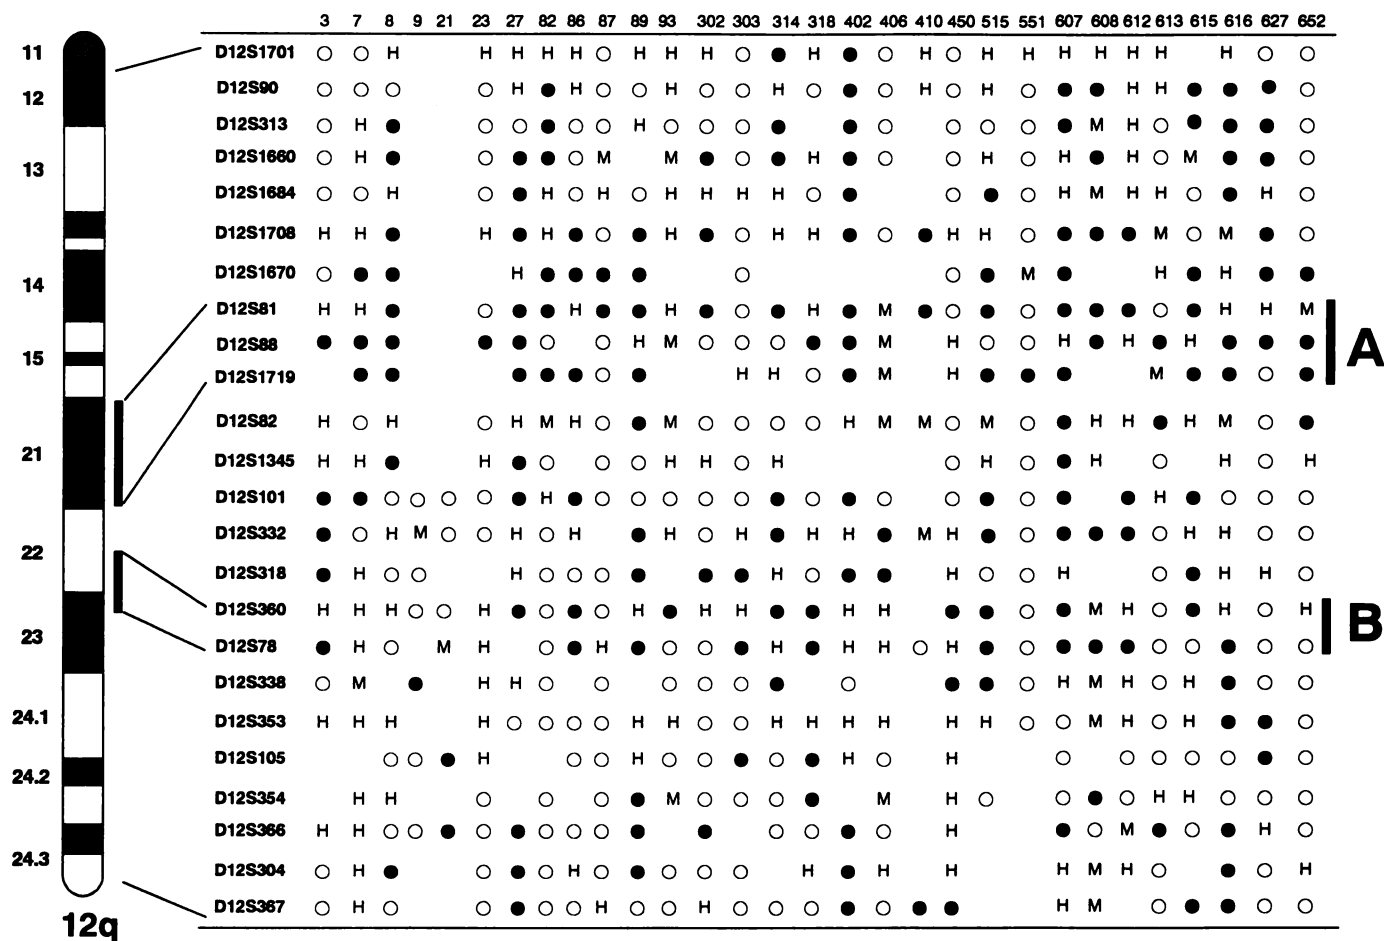 3 7 8 9 21 23 27 82 86 87 89 93 302 303 314 318 402 406 410 450 515 551 607 608 612 613 615 616 627 652
11 D12S1701 H H H H H H H H H H H H H H H H H
12 D12S90 H H H H H H H H
D12S313 H H M H
13 D12S1660 H M M H H H H M
D12S1684 H H H H H H H H M H H H
D12S1708 H H H H H H H H H M M
14 D12S1670 H M H H
D12S81 H H H H H M H H M
15 D12S88 H M M H H H H
A
D12S1719 H H M H M
D12S82 H H H M H M H M M M H H H M
21 D12S1345 H H H H H H H H H H
D12S101 H H
22 D12S332 H M H H H H H H M H H H
D12S318 H H H H H H H
D12S360 H H H H H H H H H M H H H
B
23 D12S78 H M H H H H H H
D12S338 M H H H M H H
24.1 D12S353 H H H H H H H H H H H H M H H
24.2 D12S105 H H H H
D12S354 H H M M H H H
D12S366 H H H M H
24.3 D12S304 H H H H H M H H
D12S367 H H H H M
12q